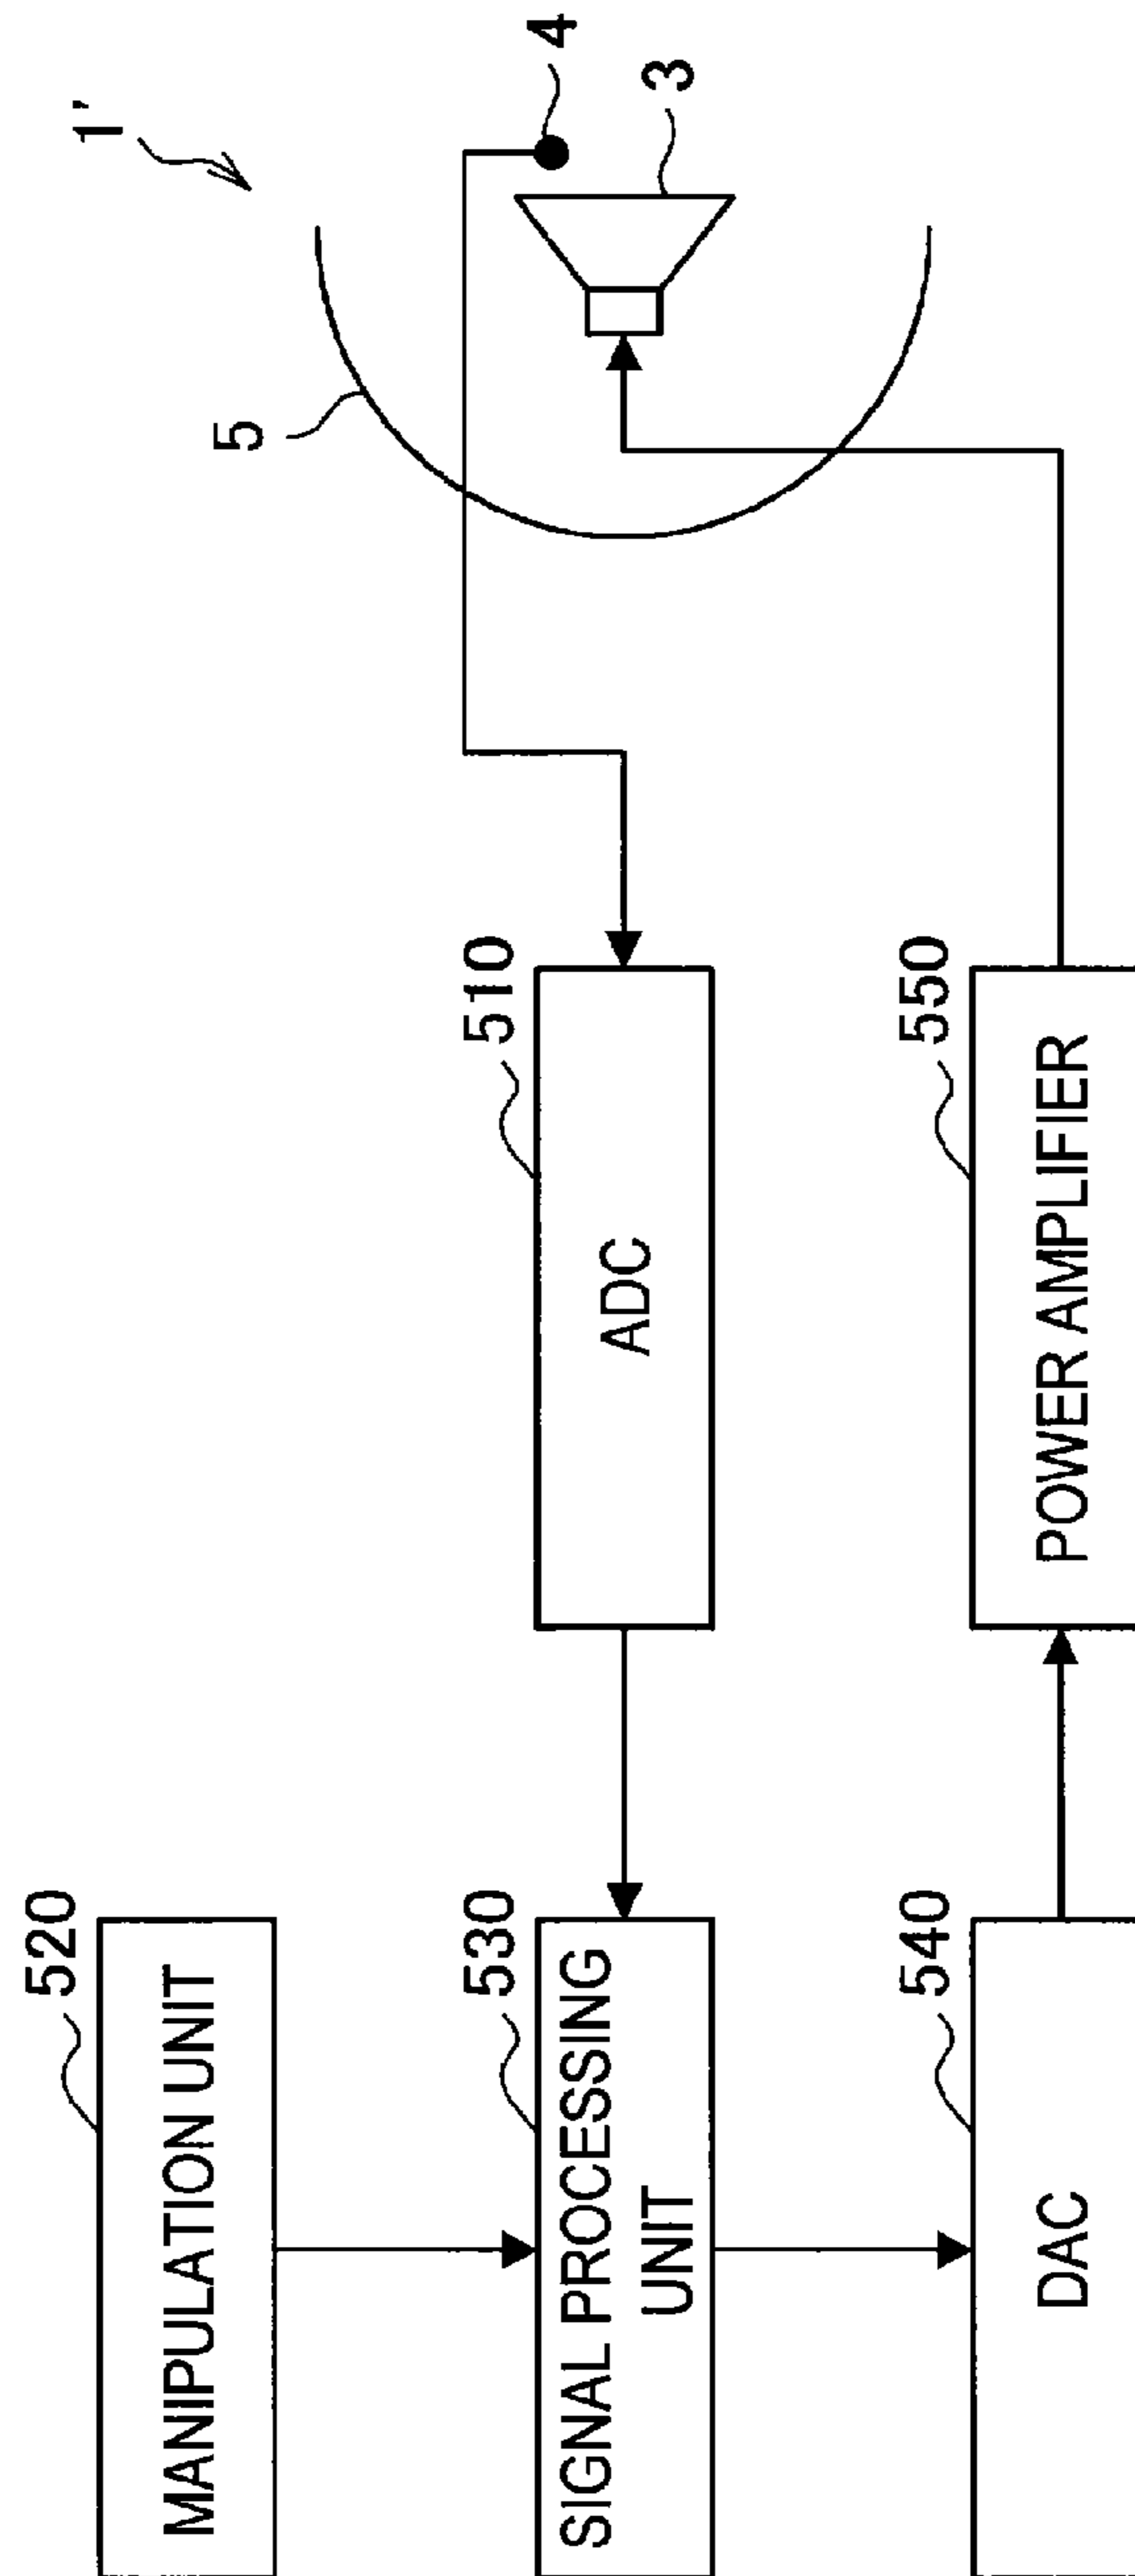 1'
4
3
5
520
MANIPULATION UNIT
530
SIGNAL PROCESSING
UNIT
510
ADC
540
DAC
550
POWER AMPLIFIER